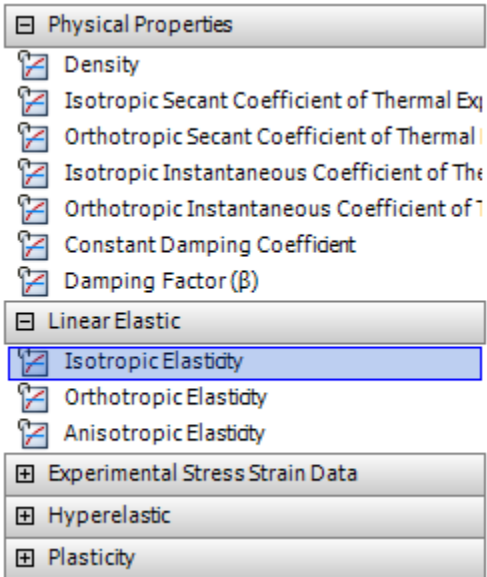 Physical Properties
Density
Isotropic Secant Coefficient of Thermal Exp
Orthotropic Secant Coefficient of Thermal
Isotropic Instantaneous Coefficient of The
Orthotropic Instantaneous Coefficient of T
Constant Damping Coefficient
Damping Factor (β)
Linear Elastic
Isotropic Elasticity
Orthotropic Elasticity
Anisotropic Elasticity
Experimental Stress Strain Data
Hyperelastic
Plasticity